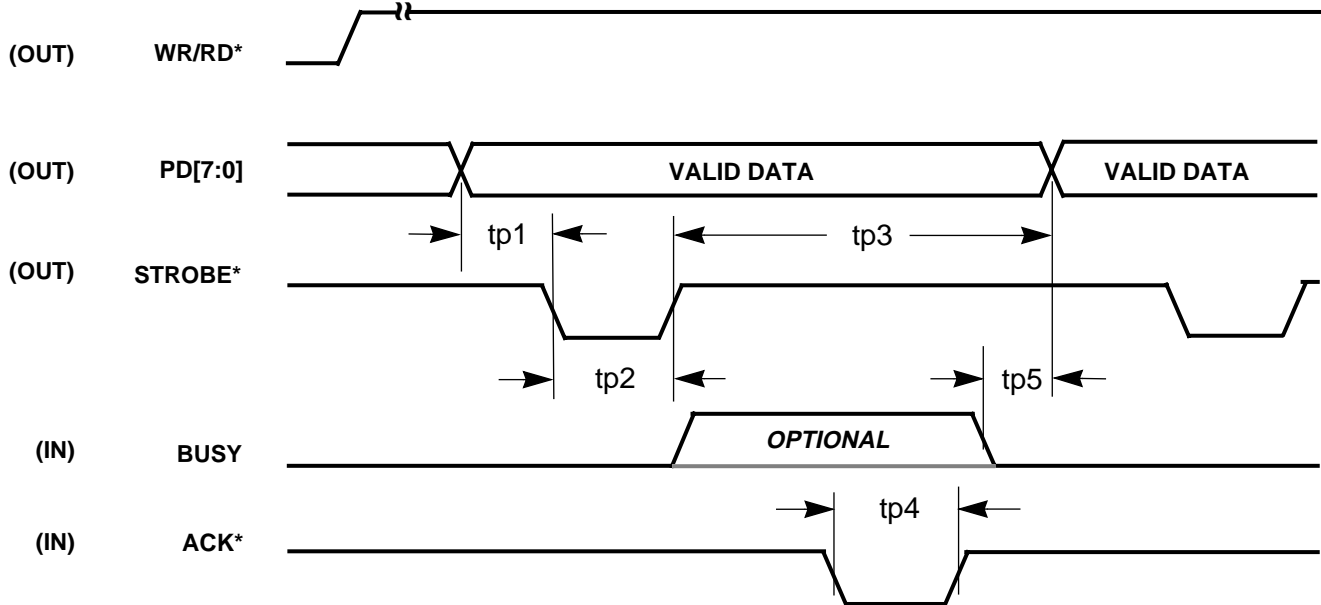 (OUT) WR/RD*
(OUT) PD[7:0] VALID DATA VALID DATA
tp1 tp3
(OUT) STROBE*
tp2 tp5
(IN) BUSY OPTIONAL
tp4
(IN) ACK*